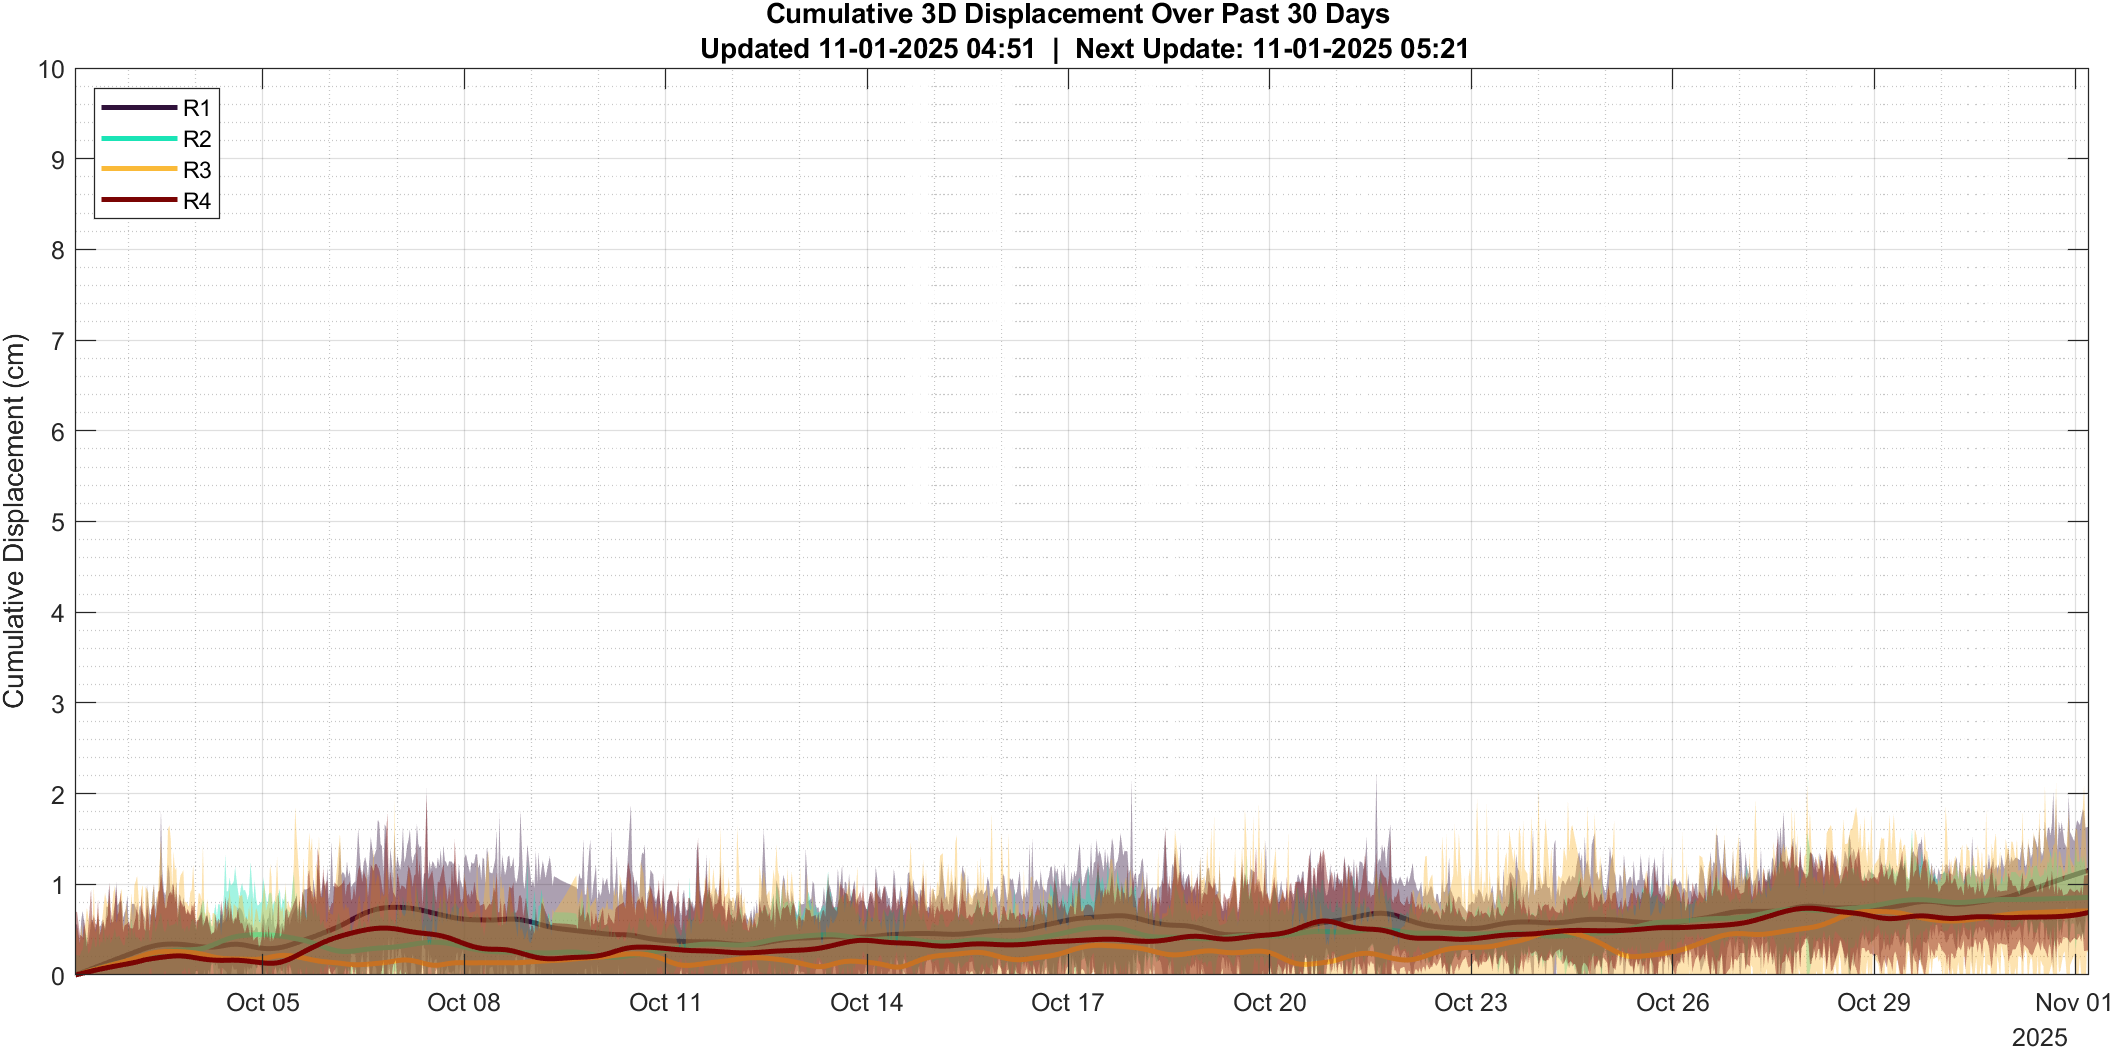 Cumulative 3D Displacement Over Past 30 Days
Updated 11-01-2025 04:51 | Next Update: 11-01-2025 05:21
Cumulative Displacement (cm)
10
9
8
7
6
5
4
3
2
1
0
R1
R2
R3
R4
Oct 05 Oct 08 Oct 11 Oct 14 Oct 17 Oct 20 Oct 23 Oct 26 Oct 29 Nov 01
2025